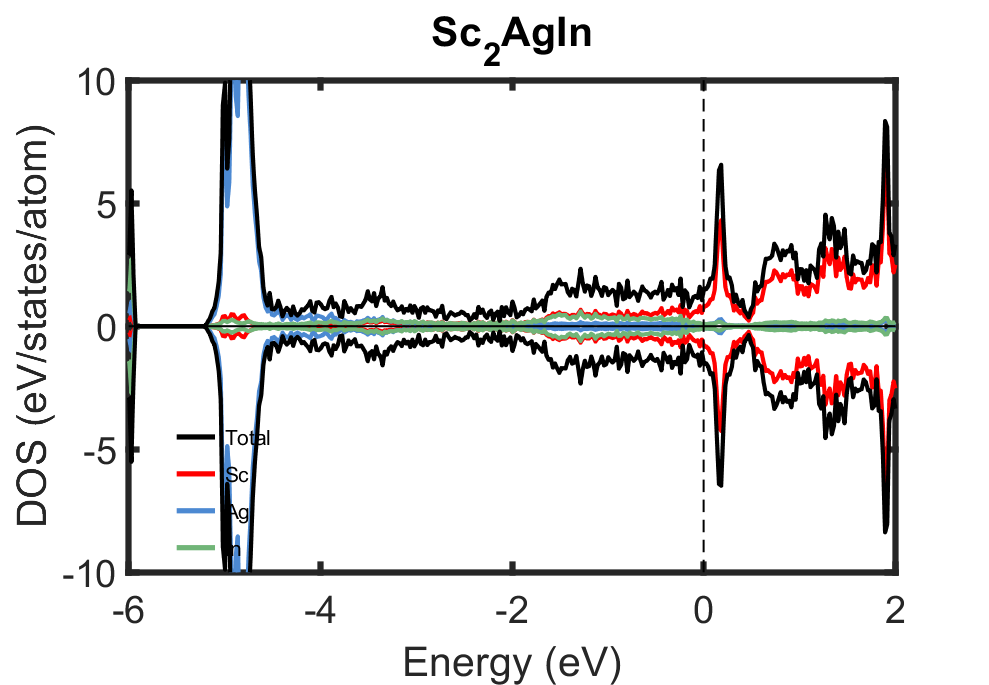 Sc2AgIn
DOS (eV/states/atom)
10
5
0
-5
-10
Total
Sc
Ag
In
-6
-4
-2
0
2
Energy (eV)